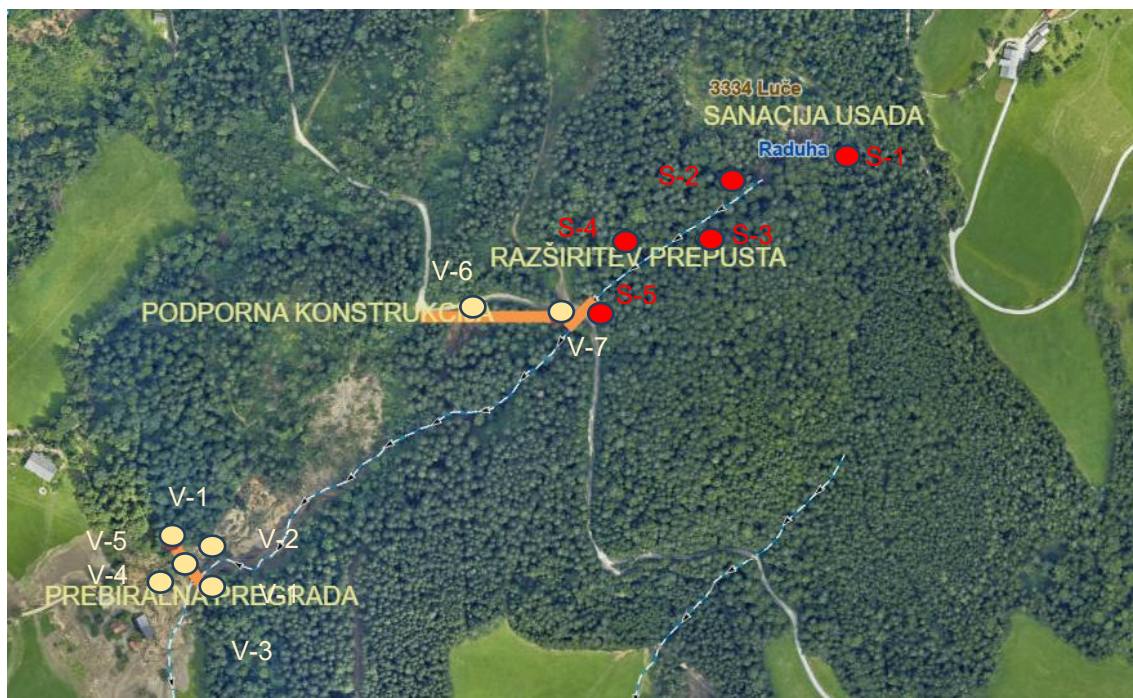 3334 Luče
SANACIJA USADA
Raduha
S-1
S-2
S-4
S-3
RAZŠIRITEV PREPUSTA
V-6
S-5
PODPORNA KONSTRUKCIJA
V-7
V-1
V-5
V-2
V-4
PREBIRALNA PREGRADA
V-1
V-3